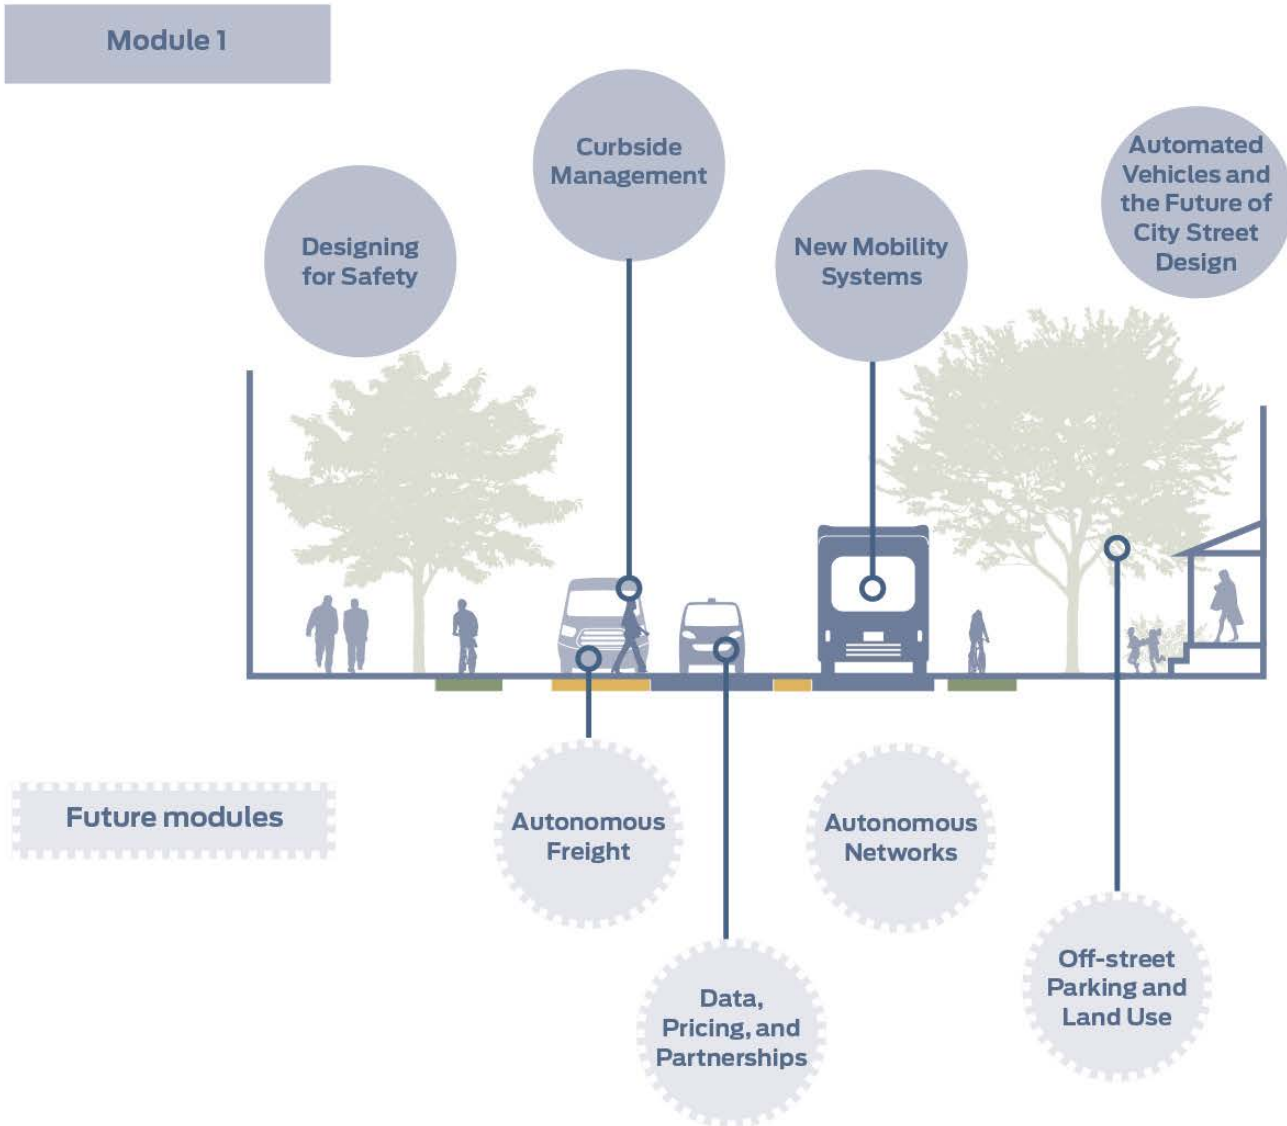 Module 1
Curbside
Management
Designing
for Safety
New Mobility
Systems
Automated
Vehicles and
the Future of
City Street
Design
Future modules
Autonomous
Freight
Autonomous
Networks
Data,
Pricing, and
Partnerships
Off-street
Parking and
Land Use